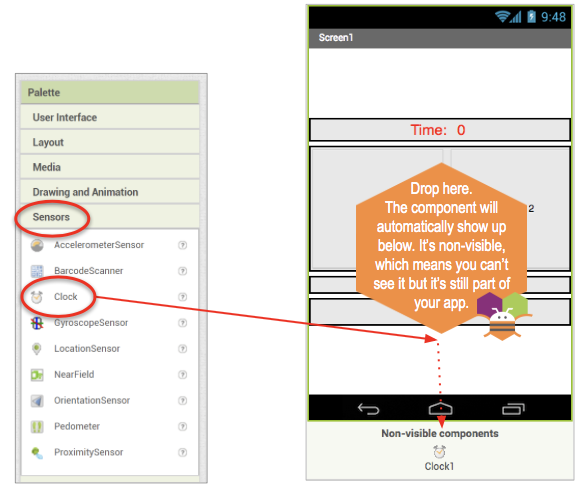 Palette
User Interface
Layout
Media
Drawing and Animation
Sensors
AccelerometerSensor ?
BarcodeScanner ?
Clock ?
GyroscopeSensor ?
LocationSensor ?
NearField ?
OrientationSensor ?
Pedometer ?
ProximitySensor ?
9:48
Screen1
Time: 0
2
Drop here.
The component will
automatically show up
below. It's non-visible,
which means you can't
see it but it's still part of
your app.
Non-visible components
Clock1